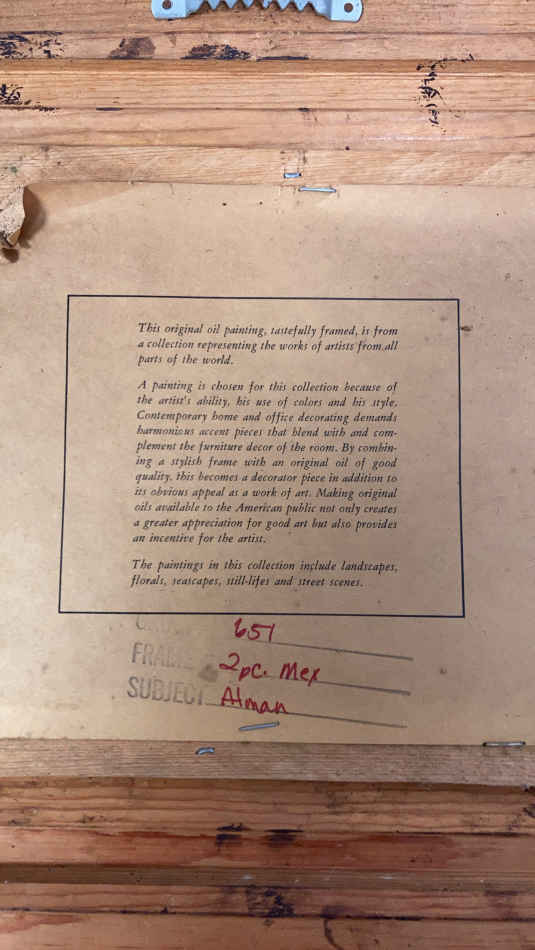 This original oil painting, tastefully framed, is from
a collection representing the works of artists from all
parts of the world.
A painting is chosen for this collection because of
the artist's ability, his use of colors and his style.
Contemporary home and office decorating demands
harmonious accent pieces that blend with and com-
plement the furniture decor of the room. By combin-
ing a stylish frame with an original oil of good
quality, this becomes a decorator piece in addition to
its obvious appeal as a work of art. Making original
oils available to the American public not only creates
a greater appreciation for good art but also provides
an incentive for the artist.
The paintings in this collection include landscapes,
florals, seascapes, still-lifes and street scenes.
651
FRAME 2pc. Mex
SUBJECT Atman